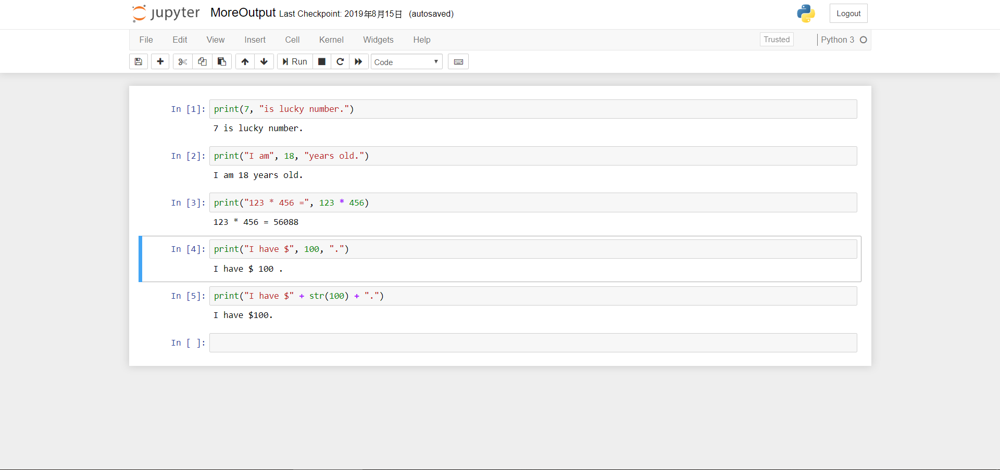 jupyter MoreOutput Last Checkpoint: 2019年8月15日 (autosaved) Logout
File Edit View Insert Cell Kernel Widgets Help Trusted Python 3
Run Code
In [1]: print(7, "is lucky number.")
7 is lucky number.
In [2]: print("I am", 18, "years old.")
I am 18 years old.
In [3]: print("123 * 456 =", 123 * 456)
123 * 456 = 56088
In [4]: print("I have $", 100, ".")
I have $ 100 .
In [5]: print("I have $" + str(100) + ".")
I have $100.
In [ ]: